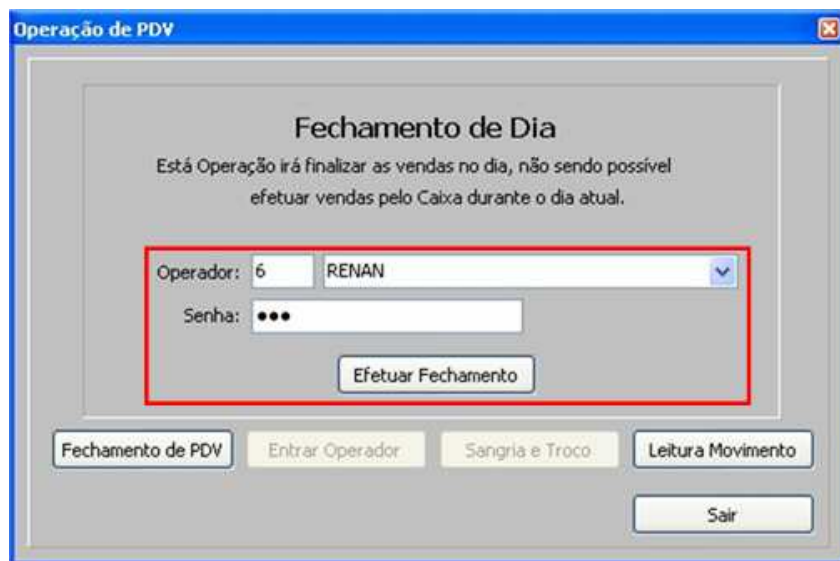 Operação de PDV
Fechamento de Dia
Está Operação irá finalizar as vendas no dia, não sendo possível
efetuar vendas pelo Caixa durante o dia atual.
Operador: 6 RENAN
Senha: •••
Efetuar Fechamento
Fechamento de PDV Entrar Operador Sangria e Troco Leitura Movimento
Sair